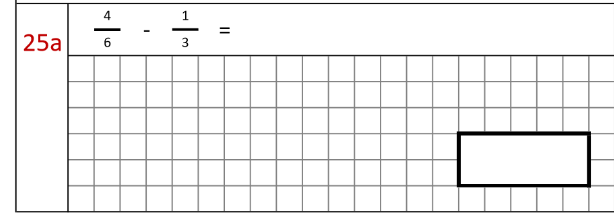 25a 4/6 - 1/3 =